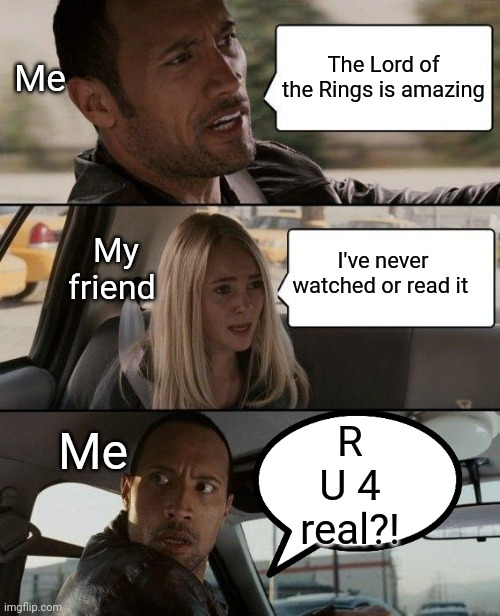 Me
The Lord of
the Rings is amazing
My
friend
I've never
watched or read it
Me
R
U 4
real?!
imgflip.com